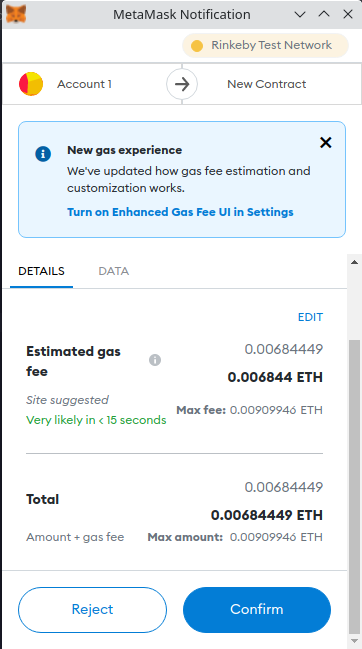 MetaMask Notification
Rinkeby Test Network
Account 1
New Contract
New gas experience
We've updated how gas fee estimation and
customization works.
Turn on Enhanced Gas Fee UI in Settings
DETAILS DATA
EDIT
Estimated gas
fee
0.00684449
0.006844 ETH
Site suggested
Very likely in < 15 seconds
Max fee: 0.00909946 ETH
Total
0.00684449
0.00684449 ETH
Amount + gas fee
Max amount: 0.00909946 ETH
Reject
Confirm